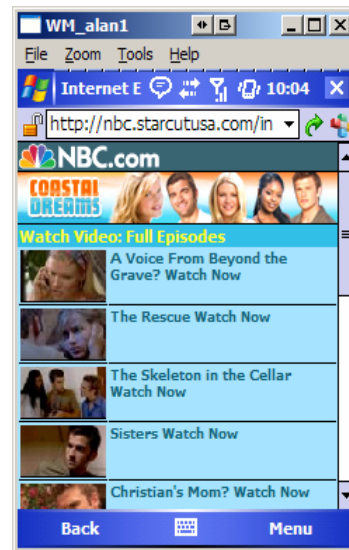 WM_alan1
File Zoom Tools Help
Internet E 10:04
http://nbc.starcutusa.com/in
NBC.com
COASTAL
DREAMS
Watch Video: Full Episodes
A Voice From Beyond the
Grave? Watch Now
The Rescue Watch Now
The Skeleton in the Cellar
Watch Now
Sisters Watch Now
Christian's Mom? Watch Now
Back Menu